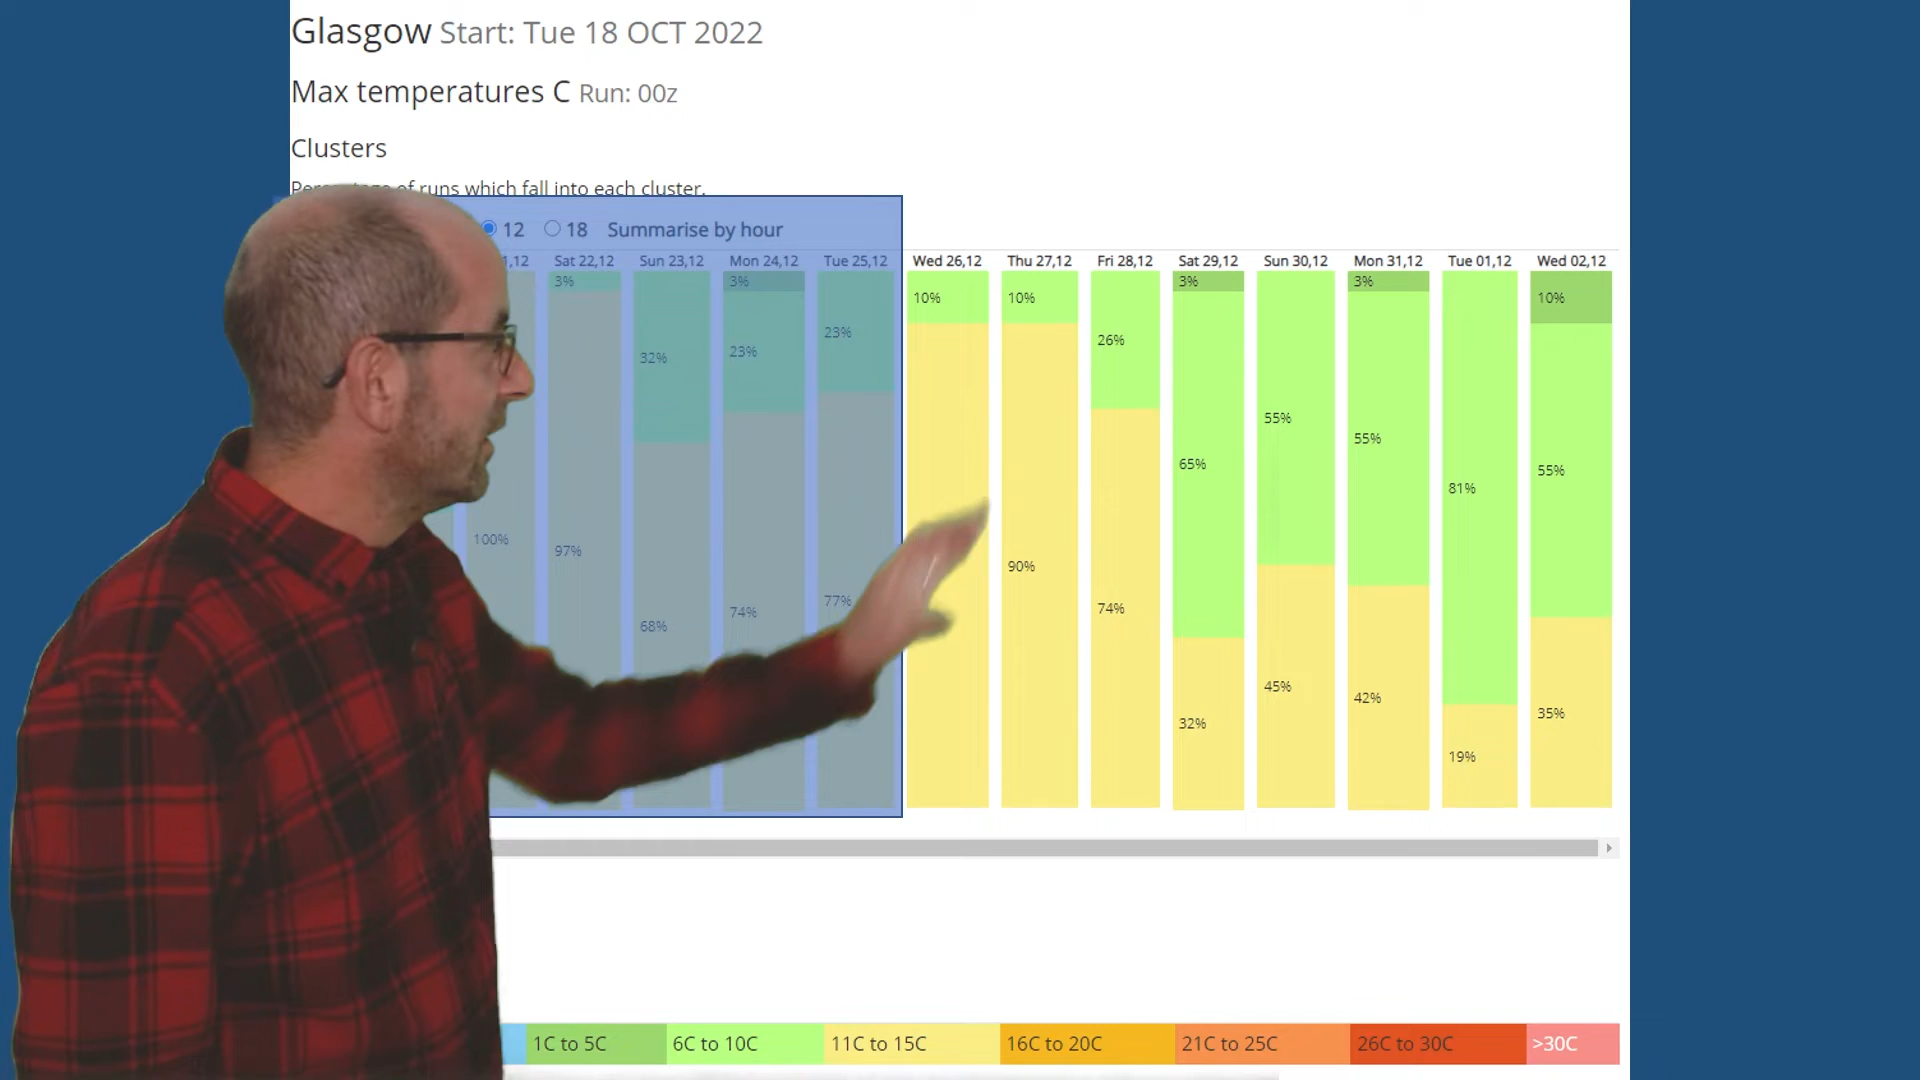 Glasgow Start: Tue 18 OCT 2022
Max temperatures C Run: 00z
Clusters
of runs which fall into each cluster.
12 18 Summarise by hour
Sat 22,12 Sun 23,12 Mon 24,12 Tue 25,12 Wed 26,12 Thu 27,12 Fri 28,12 Sat 29,12 Sun 30,12 Mon 31,12 Tue 01,12 Wed 02,12
3% 3% 3% 3%
10% 10% 10%
32% 23% 23% 26%
65% 55% 55% 81% 55%
100% 97% 68% 74% 77% 90% 74% 32% 45% 42% 19% 35%
1C to 5C 6C to 10C 11C to 15C 16C to 20C 21C to 25C 26C to 30C >30C